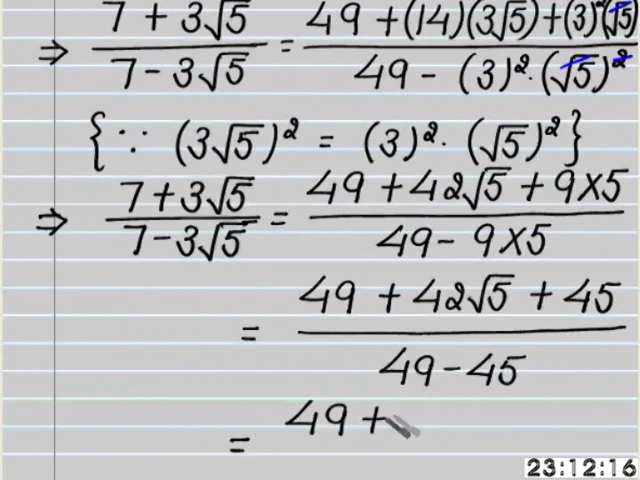 ⇒ 7 + 3√5 / 7 - 3√5 = 49 + (14)(3√5) + (3)²(√5) / 49 - (3)²·(√5)²
{∵ (3√5)² = (3)²·(√5)²}
⇒ 7 + 3√5 / 7 - 3√5 = 49 + 42√5 + 9×5 / 49 - 9×5
= 49 + 42√5 + 45 / 49 - 45
= 49 +
23:12:16